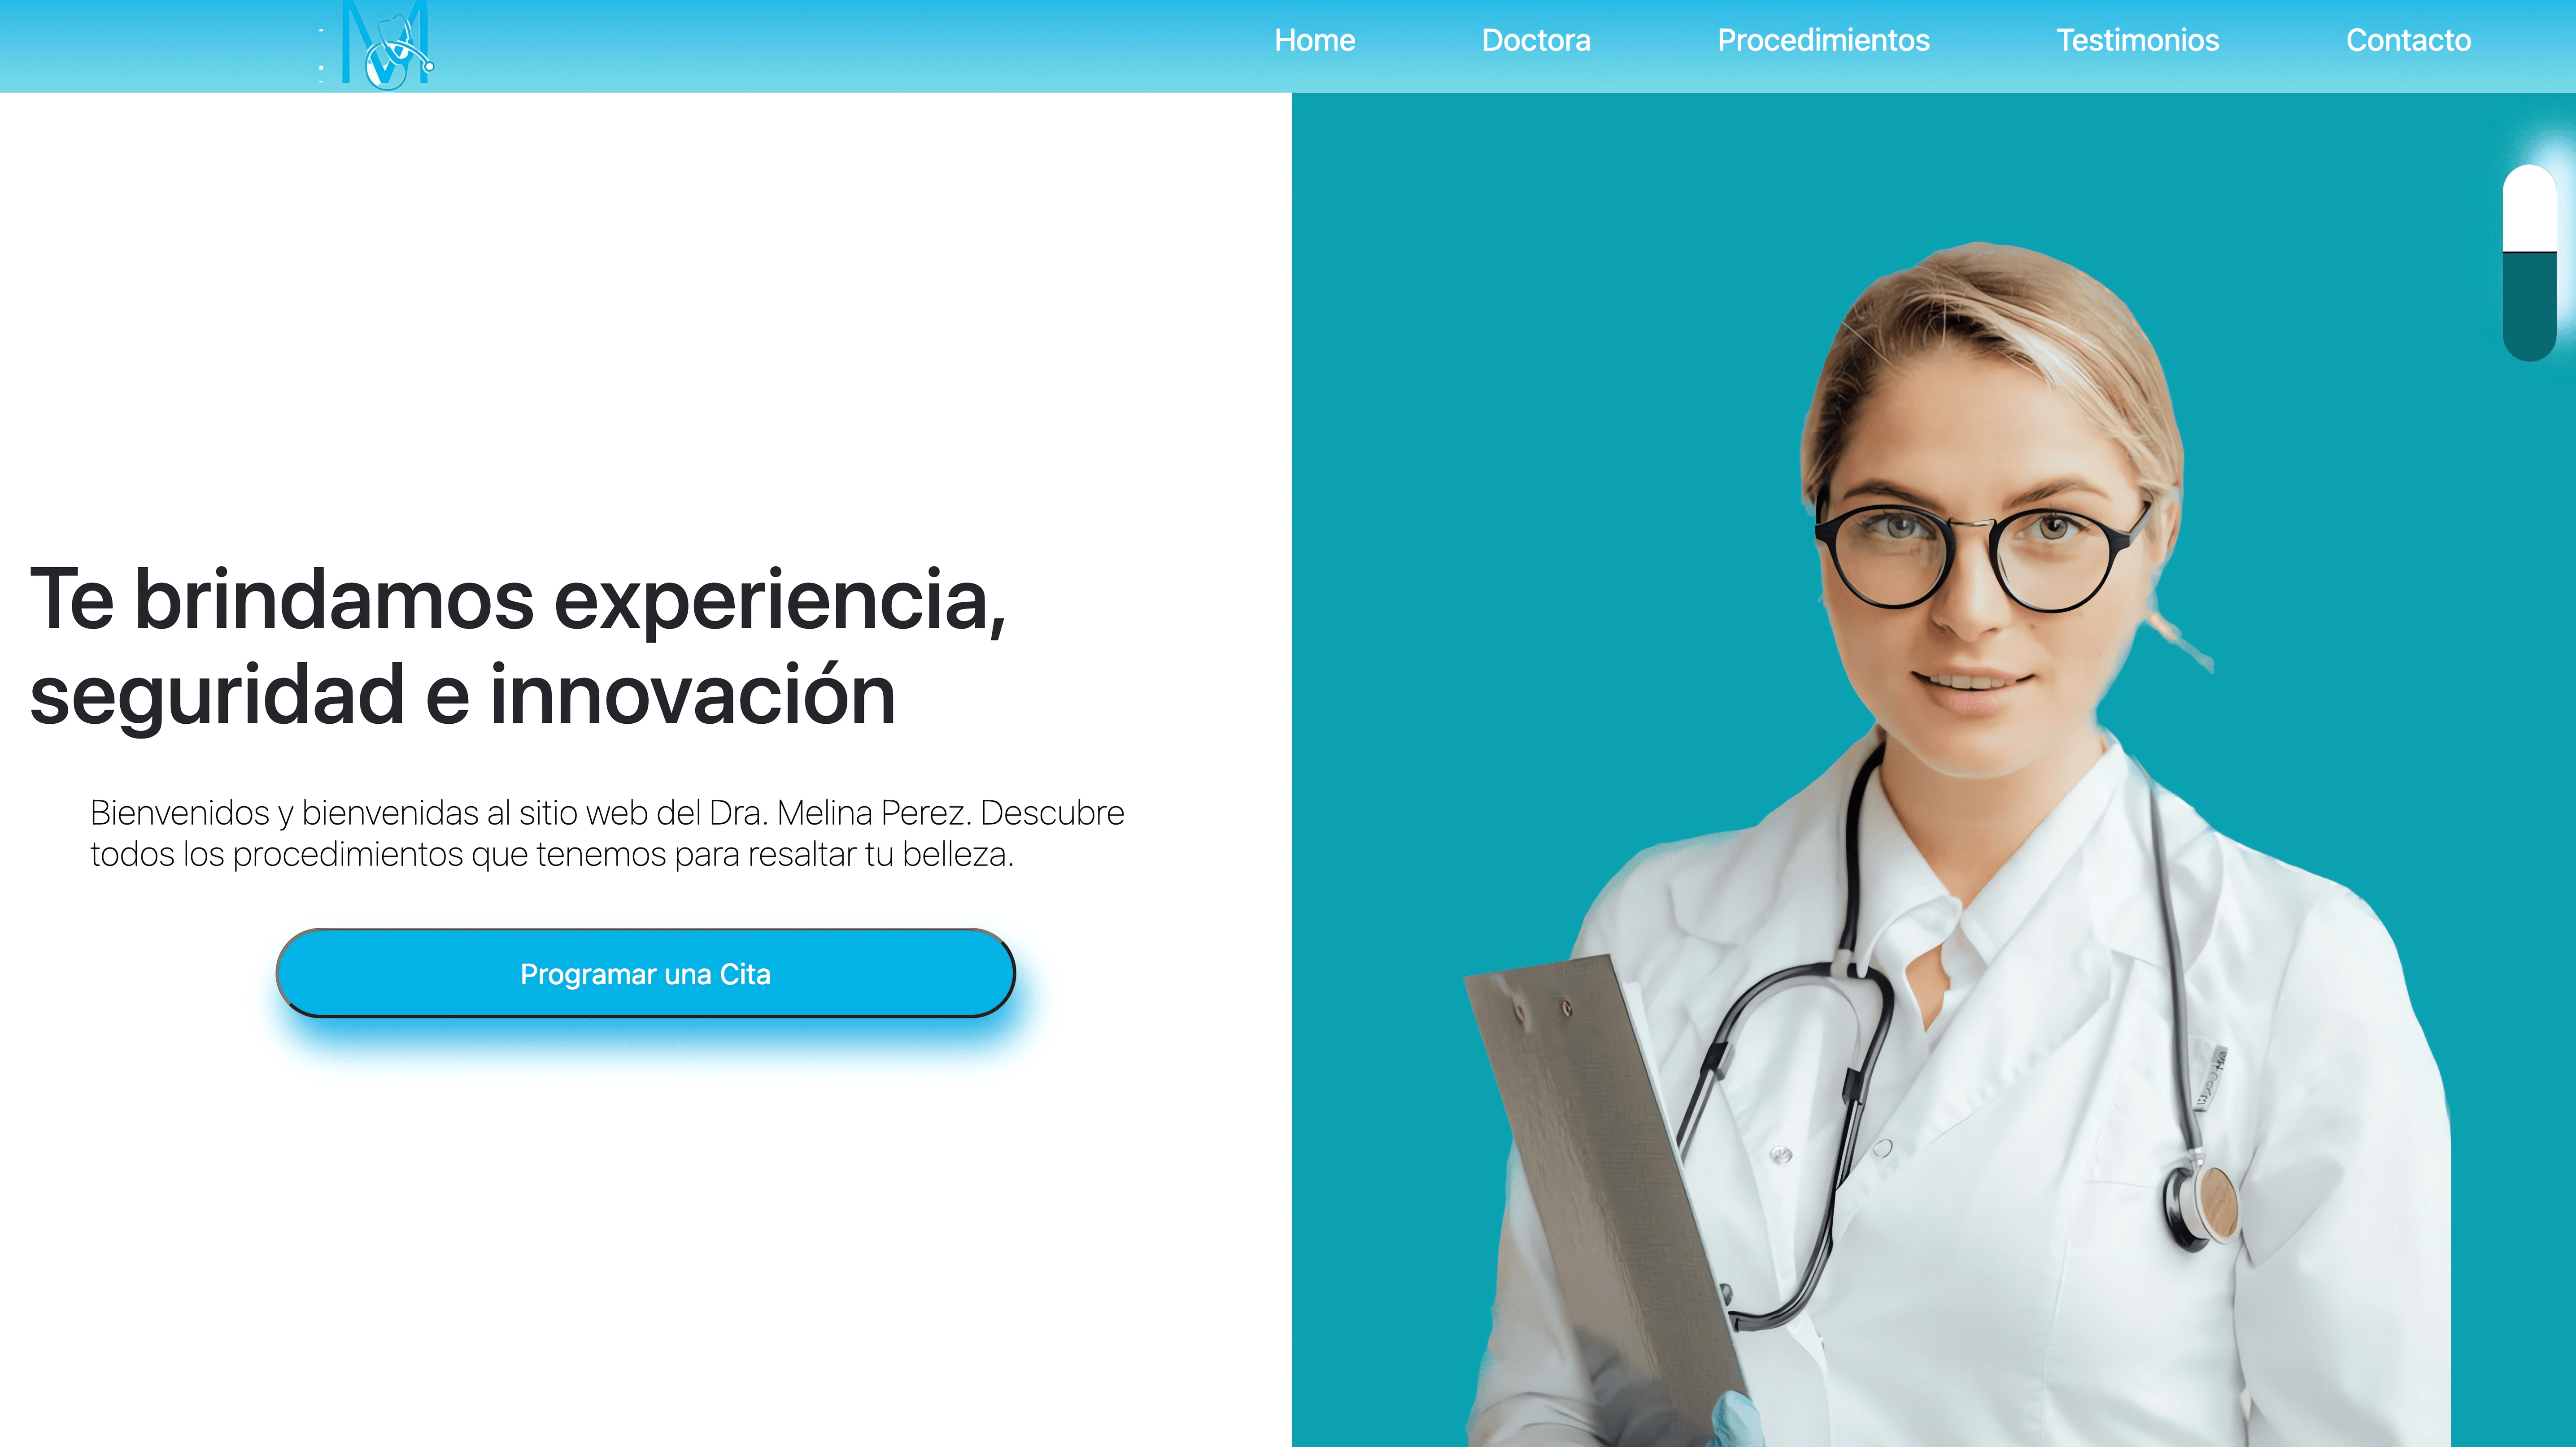 M
Home
Doctora
Procedimientos
Testimonios
Contacto
Te brindamos experiencia,
seguridad e innovación
Bienvenidos y bienvenidas al sitio web del Dra. Melina Perez. Descubre
todos los procedimientos que tenemos para resaltar tu belleza.
Programar una Cita